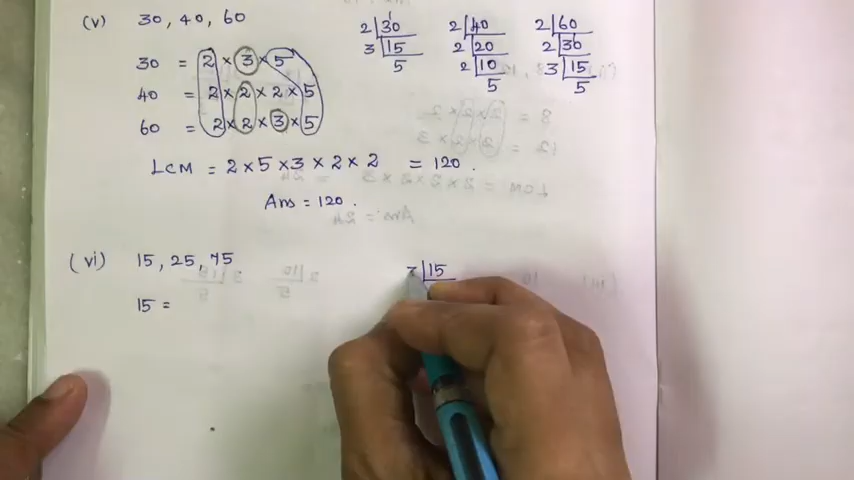 (v) 30, 40, 60
2 | 30
3 | 15
5
2 | 40
2 | 20
2 | 10
5
2 | 60
2 | 30
3 | 15
5
30 = 2 × 3 × 5
40 = 2 × 2 × 2 × 5
60 = 2 × 2 × 3 × 5
LCM = 2 × 5 × 3 × 2 × 2 = 120.
Ans = 120.
(vi) 15, 25, 75
3 | 15
15 =